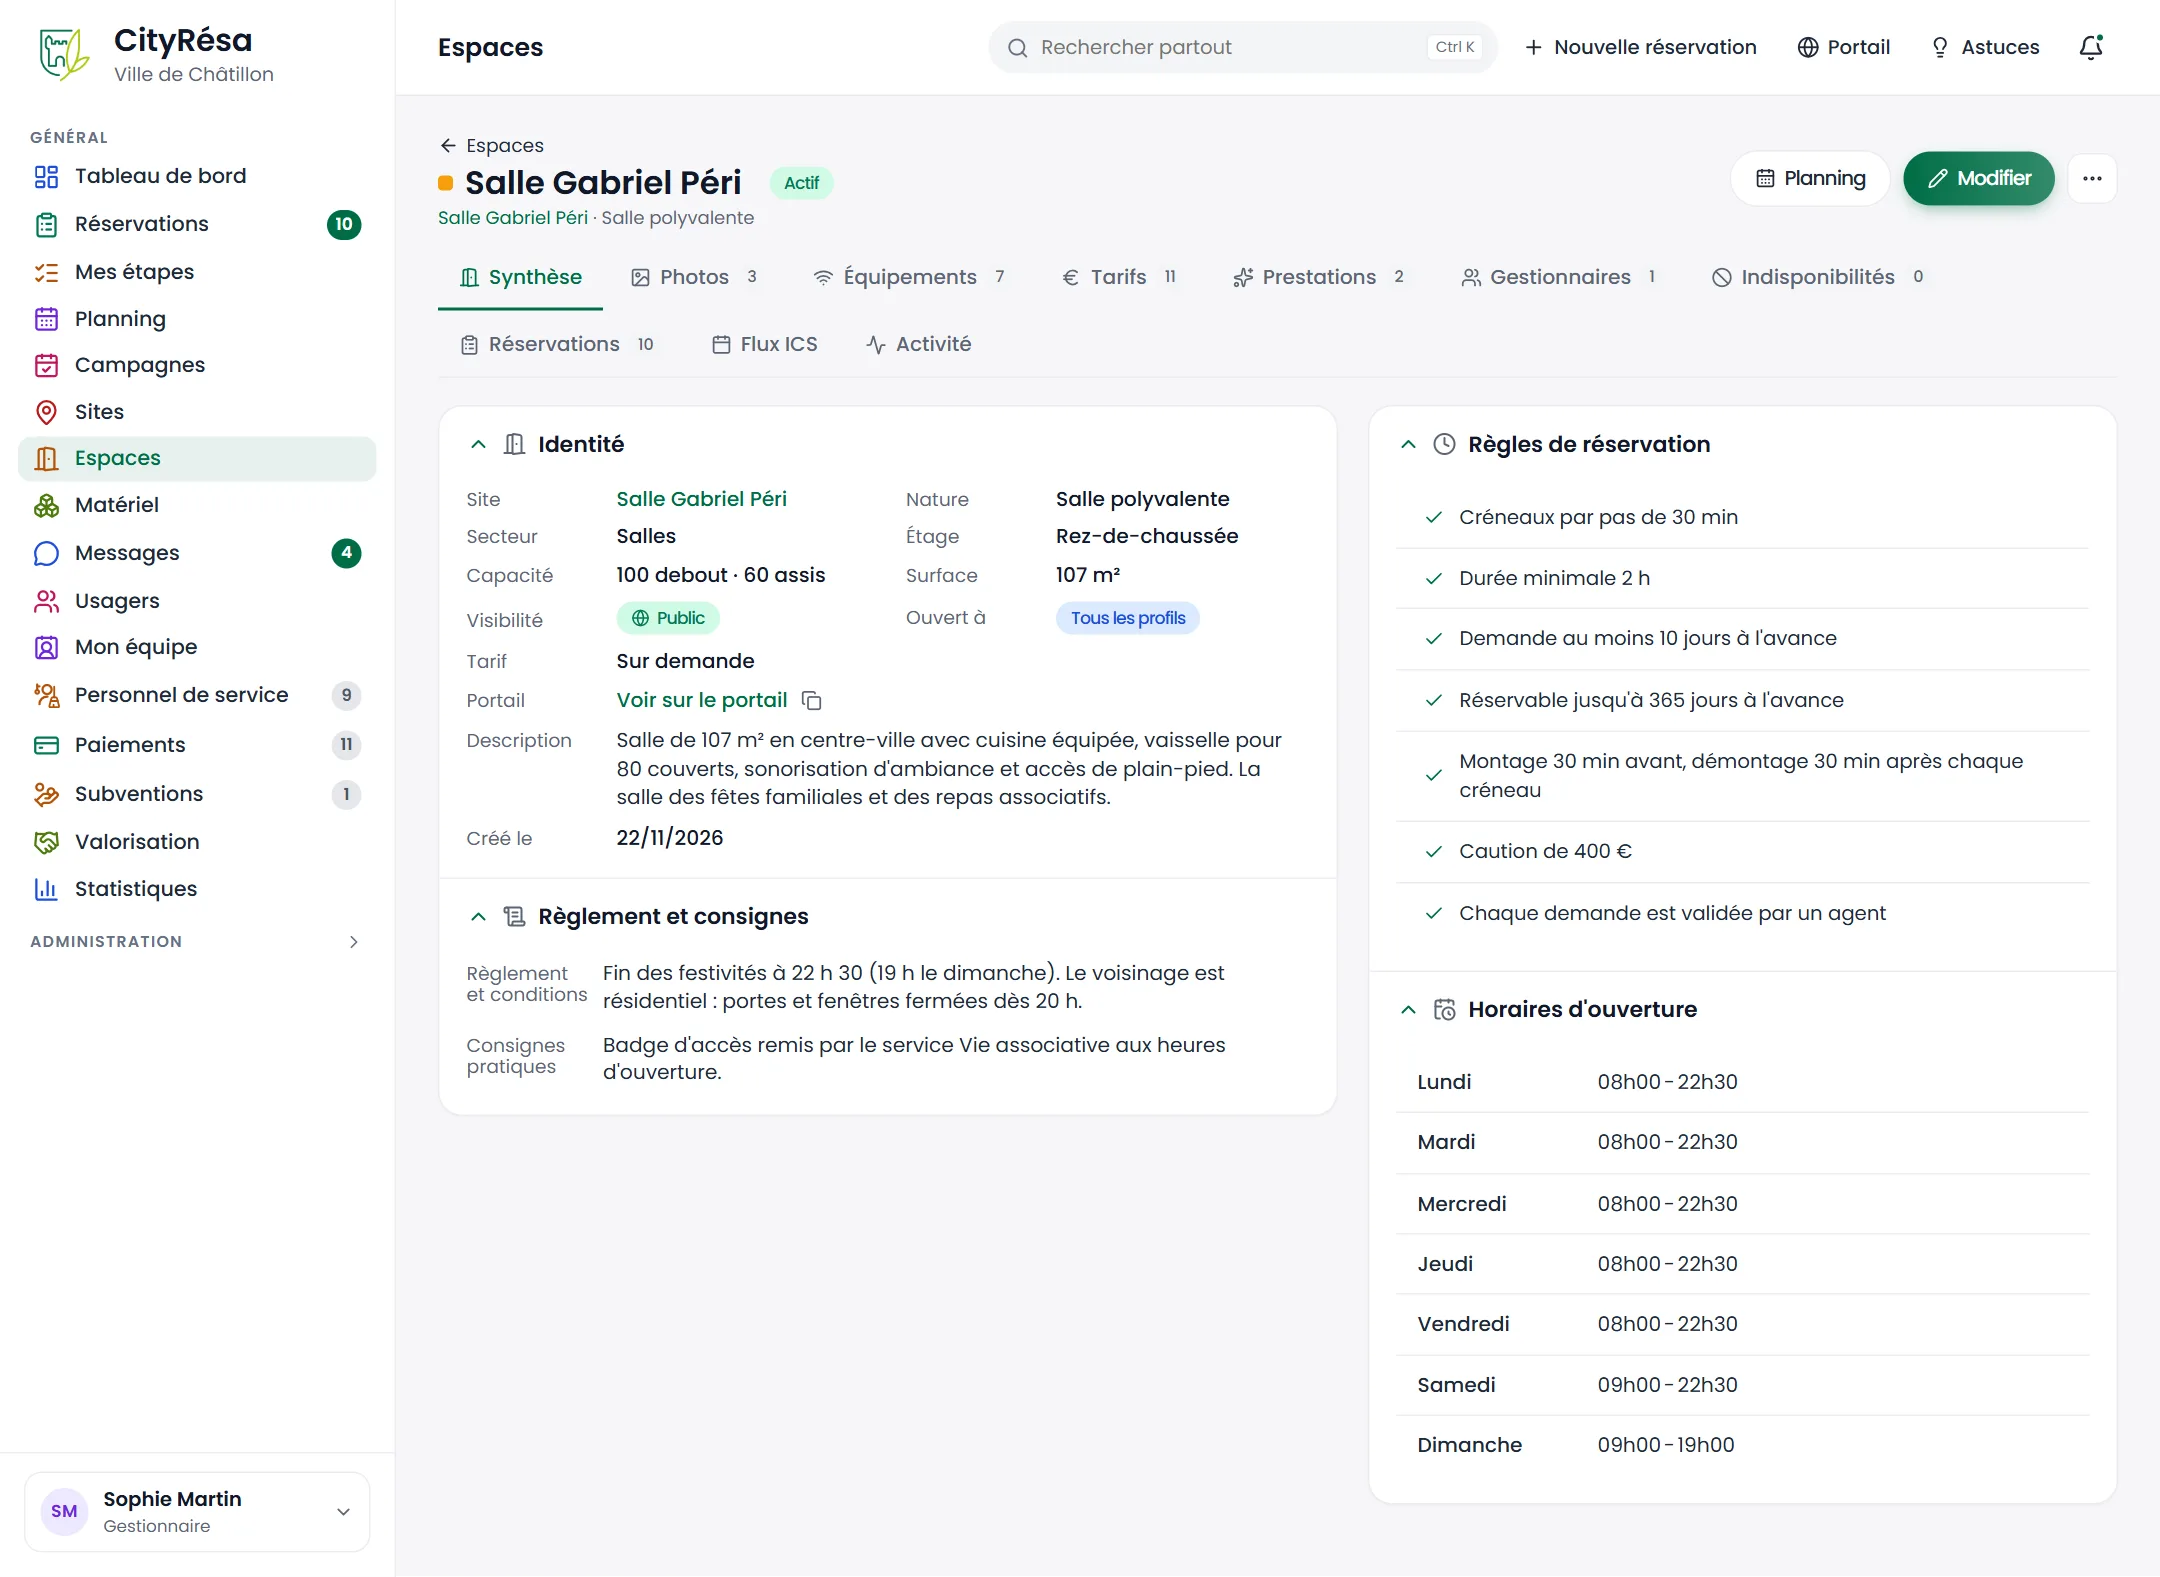 CityRésa
Ville de Châtillon
GÉNÉRAL
Tableau de bord
Réservations 10
Mes étapes
Planning
Campagnes
Sites
Espaces
Matériel
Messages 4
Usagers
Mon équipe
Personnel de service 9
Paiements 11
Subventions 1
Valorisation
Statistiques
ADMINISTRATION
SM
Sophie Martin
Gestionnaire
Espaces
Rechercher partout Ctrl K
Nouvelle réservation
Portail
Astuces
Espaces
Salle Gabriel Péri Actif
Salle Gabriel Péri · Salle polyvalente
Planning
Modifier
Synthèse
Photos 3
Équipements 7
Tarifs 11
Prestations 2
Gestionnaires 1
Indisponibilités 0
Réservations 10
Flux ICS
Activité
Identité
Site Salle Gabriel Péri
Nature Salle polyvalente
Secteur Salles
Étage Rez-de-chaussée
Capacité 100 debout · 60 assis
Surface 107 m²
Visibilité Public
Ouvert à Tous les profils
Tarif Sur demande
Portail Voir sur le portail
Description Salle de 107 m² en centre-ville avec cuisine équipée, vaisselle pour
80 couverts, sonorisation d'ambiance et accès de plain-pied. La
salle des fêtes familiales et des repas associatifs.
Créé le 22/11/2026
Règlement et consignes
Règlement
et conditions
Fin des festivités à 22 h 30 (19 h le dimanche). Le voisinage est
résidentiel : portes et fenêtres fermées dès 20 h.
Consignes
pratiques
Badge d'accès remis par le service Vie associative aux heures
d'ouverture.
Règles de réservation
Créneaux par pas de 30 min
Durée minimale 2 h
Demande au moins 10 jours à l'avance
Réservable jusqu'à 365 jours à l'avance
Montage 30 min avant, démontage 30 min après chaque
créneau
Caution de 400 €
Chaque demande est validée par un agent
Horaires d'ouverture
Lundi 08h00 - 22h30
Mardi 08h00 - 22h30
Mercredi 08h00 - 22h30
Jeudi 08h00 - 22h30
Vendredi 08h00 - 22h30
Samedi 09h00 - 22h30
Dimanche 09h00 - 19h00